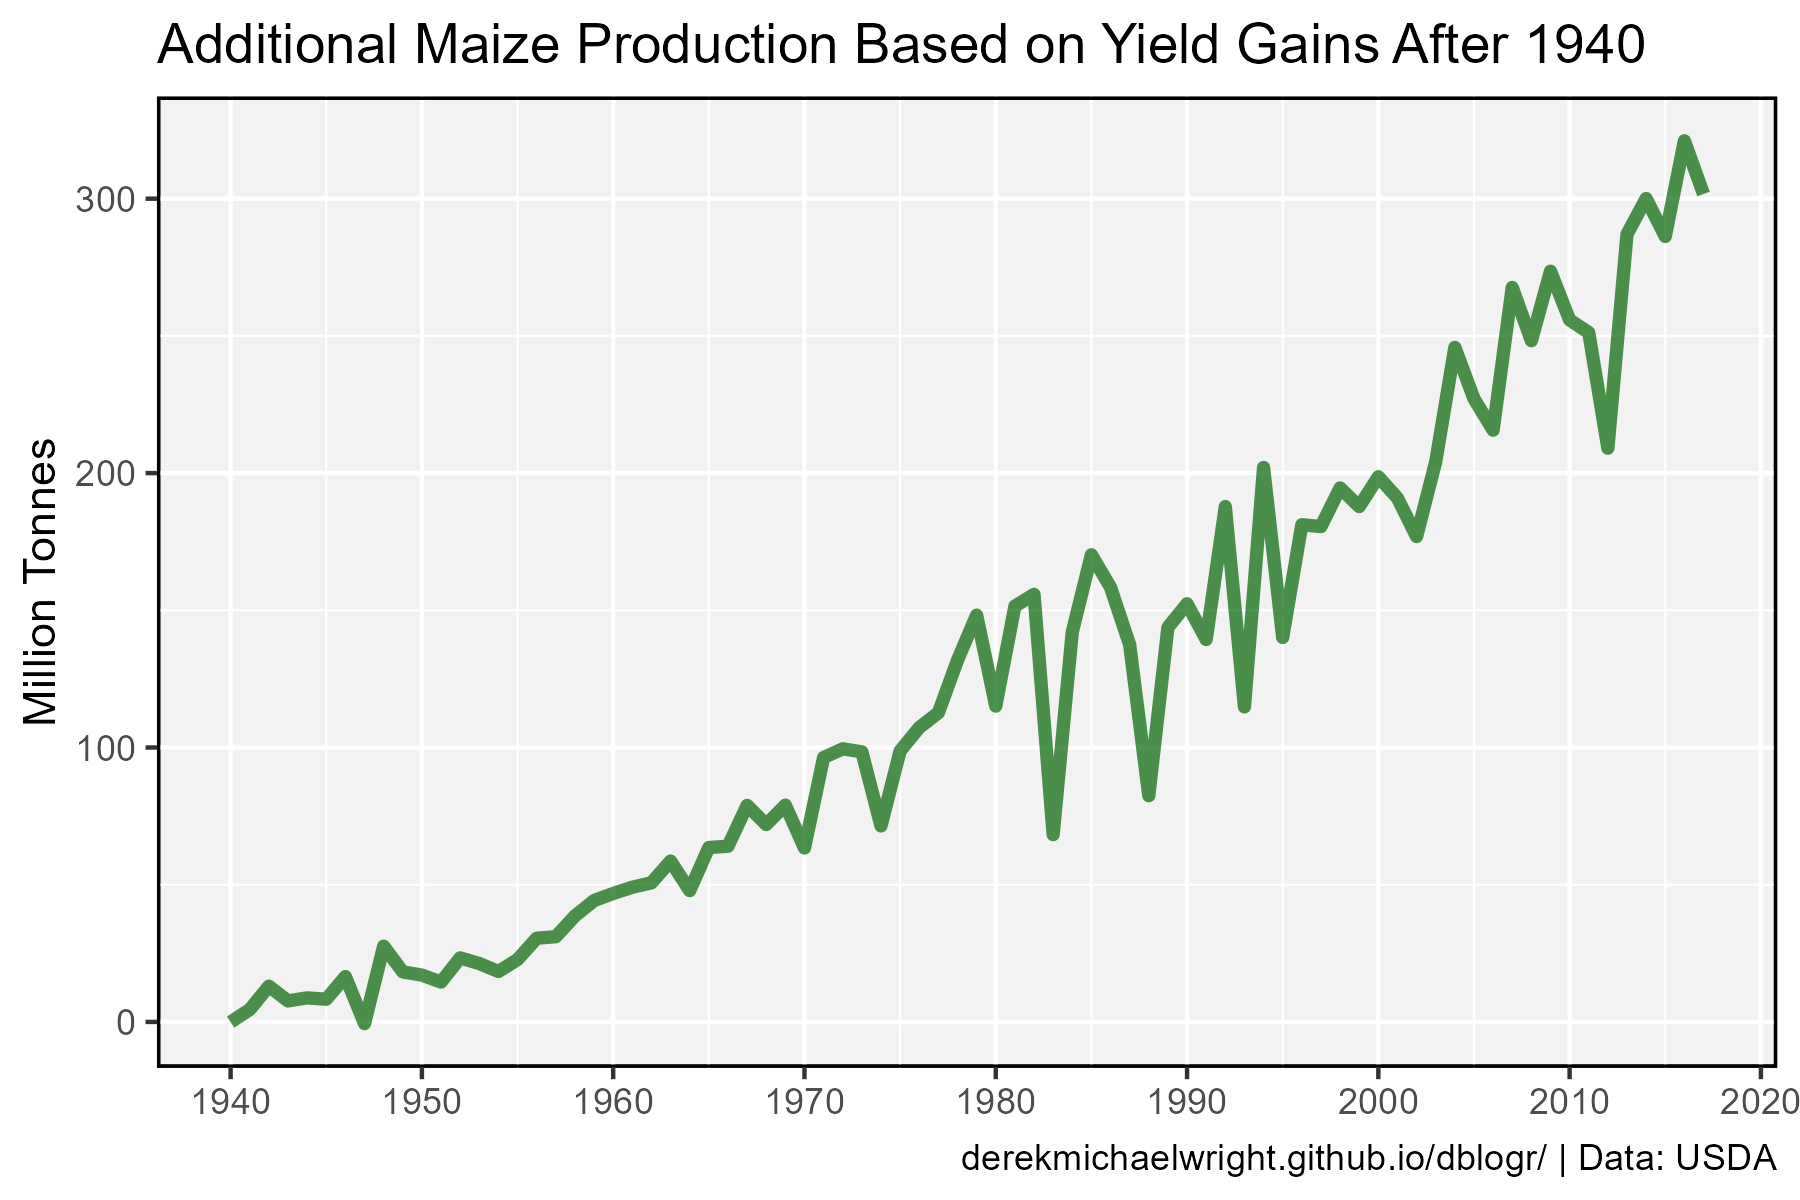 Additional Maize Production Based on Yield Gains After 1940
Million Tonnes
300
200
100
0
1940 1950 1960 1970 1980 1990 2000 2010 2020
derekmichaelwright.github.io/dblogr/ | Data: USDA